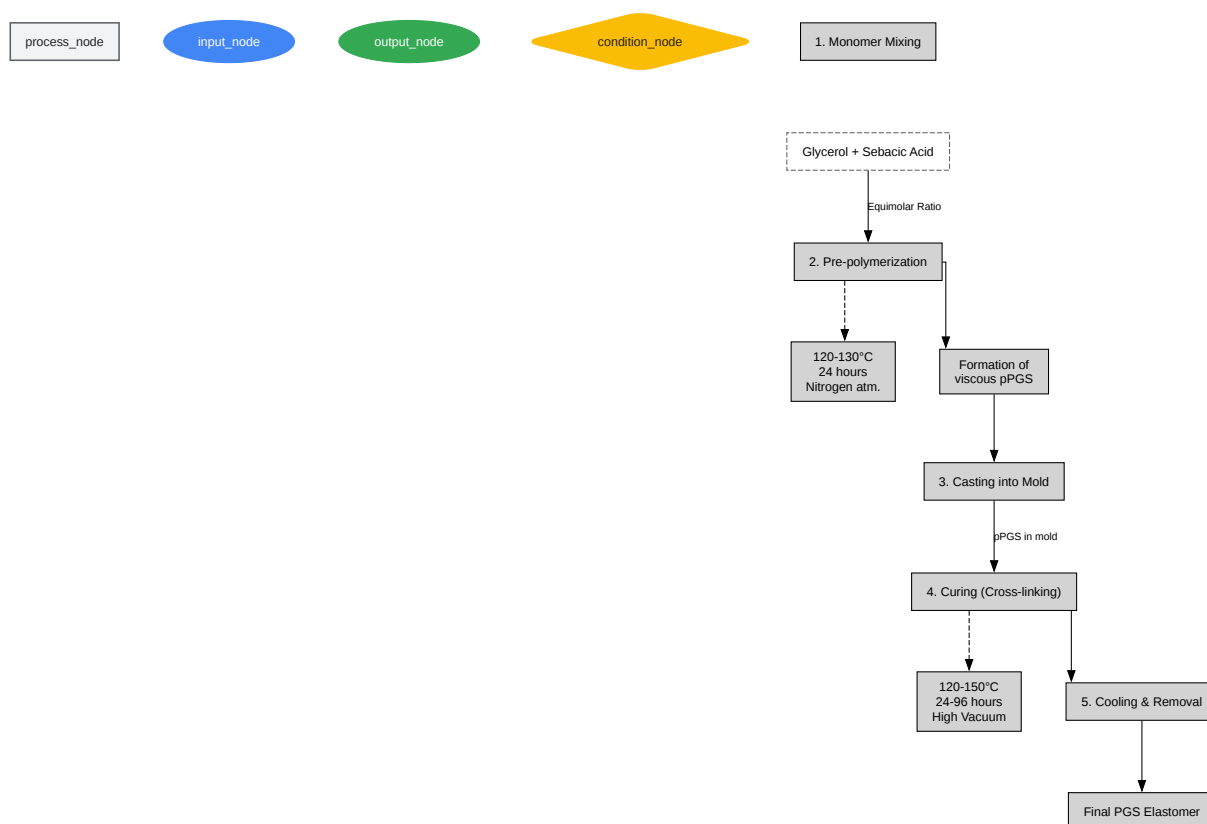 process_node
input_node
output_node
condition_node
1. Monomer Mixing
Glycerol + Sebacic Acid
Equimolar Ratio
2. Pre-polymerization
120-130°C
24 hours
Nitrogen atm.
Formation of
viscous pPGS
3. Casting into Mold
pPGS in mold
4. Curing (Cross-linking)
120-150°C
24-96 hours
High Vacuum
5. Cooling & Removal
Final PGS Elastomer